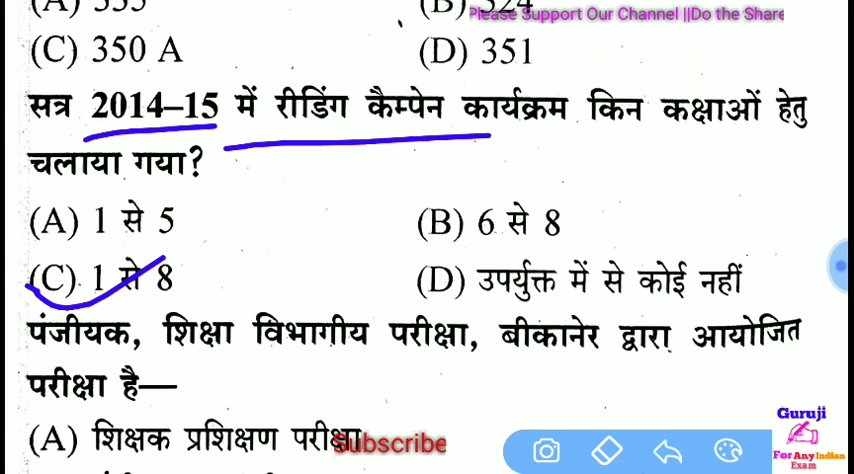 (A) 355
(B) 324
Please Support Our Channel ||Do the Share
(C) 350 A
(D) 351
सत्र 2014–15 में रीडिंग कैम्पेन कार्यक्रम किन कक्षाओं हेतु
चलाया गया?
(A) 1 से 5
(B) 6 से 8
(C) 1 से 8
(D) उपर्युक्त में से कोई नहीं
पंजीयक, शिक्षा विभागीय परीक्षा, बीकानेर द्वारा आयोजित
परीक्षा है—
(A) शिक्षक प्रशिक्षण परीक्षा
Subscribe
Guruji
For Any Indian
Exam